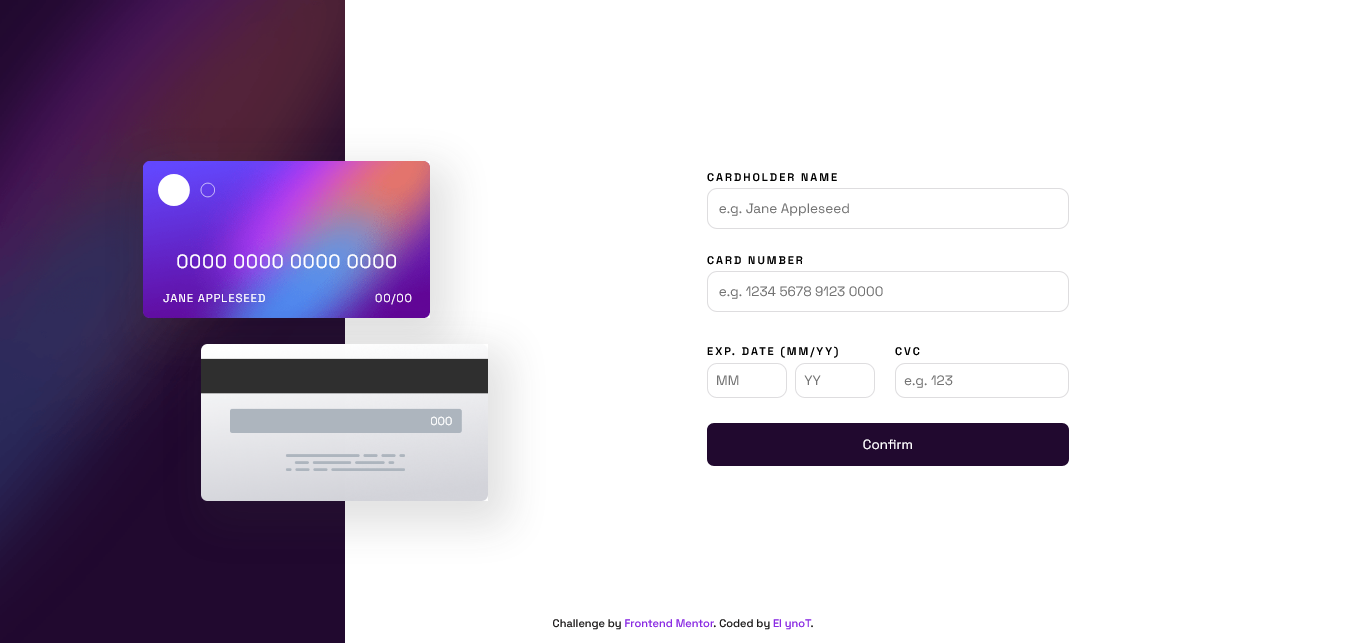 0000 0000 0000 0000
JANE APPLESEED 00/00
000
CARDHOLDER NAME
e.g. Jane Appleseed
CARD NUMBER
e.g. 1234 5678 9123 0000
EXP. DATE (MM/YY) CVC
MM YY e.g. 123
Confirm
Challenge by Frontend Mentor. Coded by El ynoT.